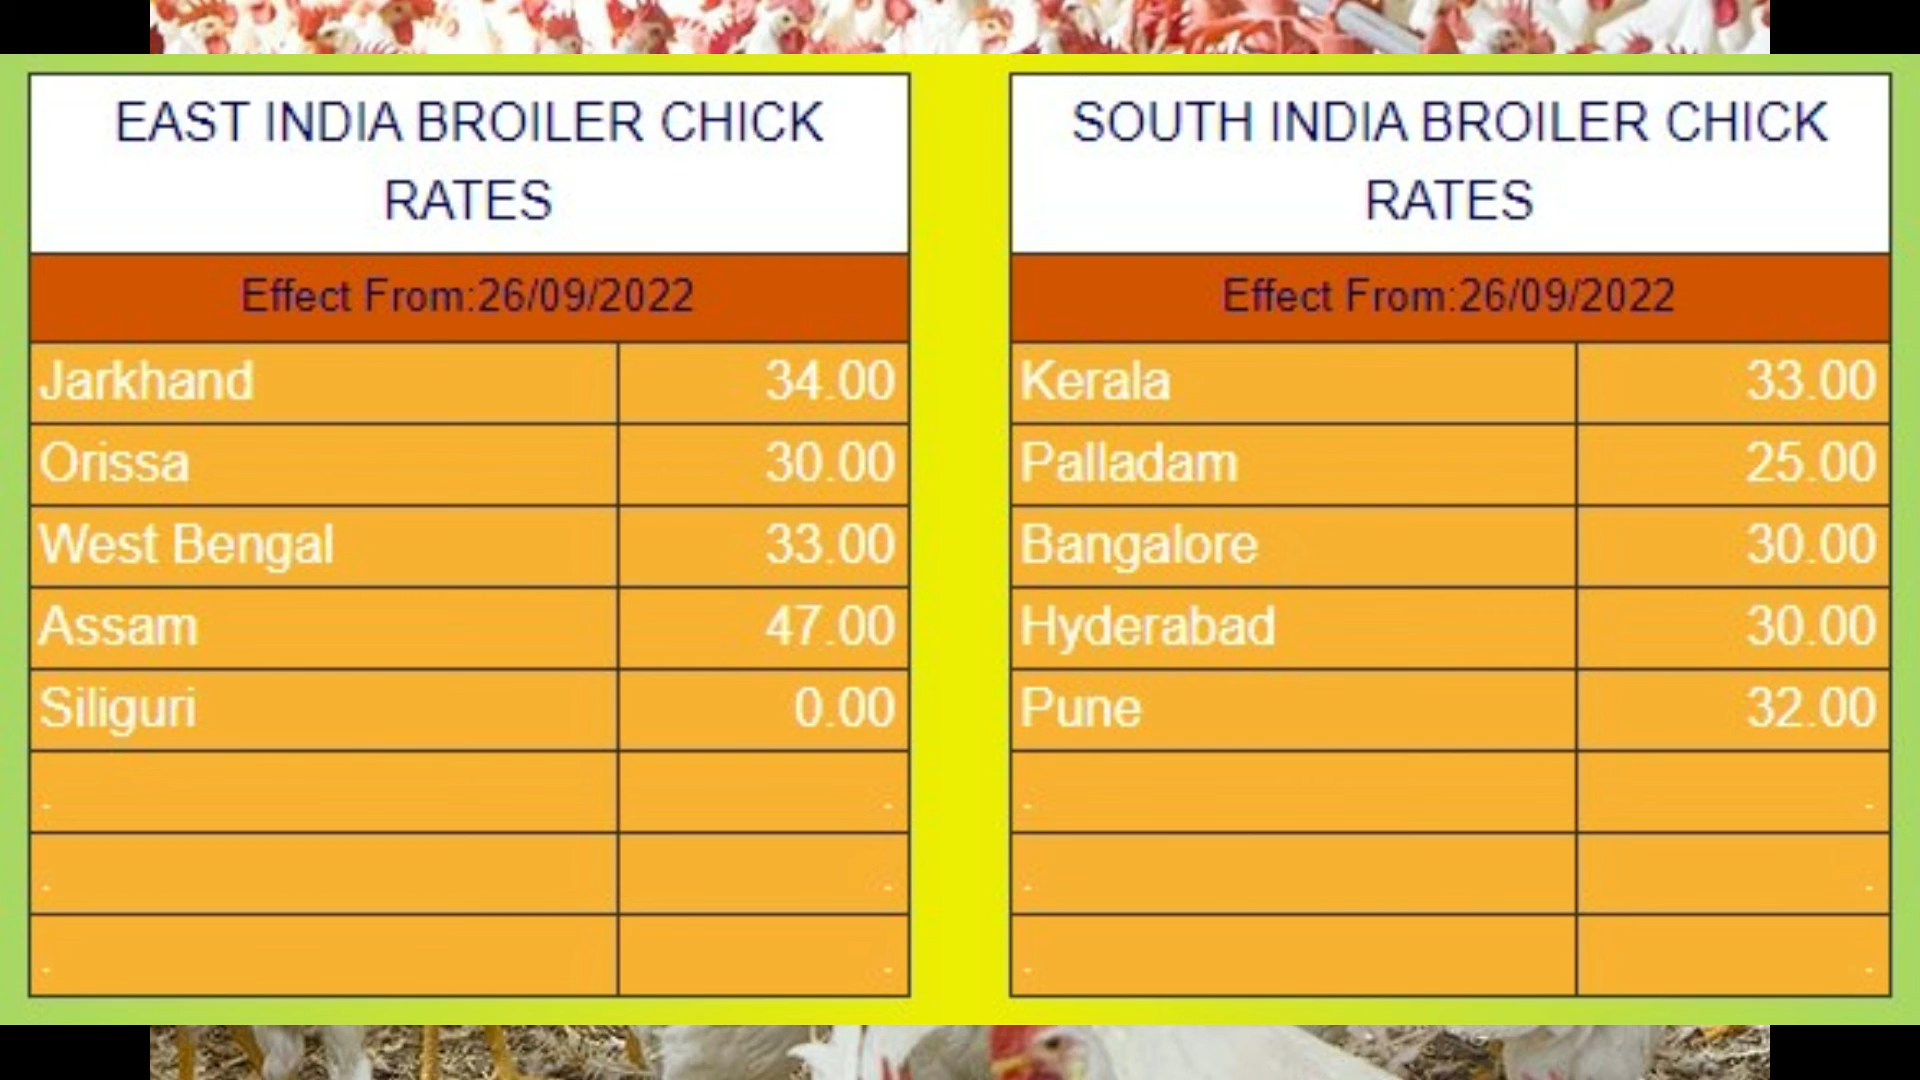 EAST INDIA BROILER CHICK
RATES
Effect From:26/09/2022
Jarkhand 34.00
Orissa 30.00
West Bengal 33.00
Assam 47.00
Siliguri 0.00
. .
. .
. .
SOUTH INDIA BROILER CHICK
RATES
Effect From:26/09/2022
Kerala 33.00
Palladam 25.00
Bangalore 30.00
Hyderabad 30.00
Pune 32.00
. .
. .
. .